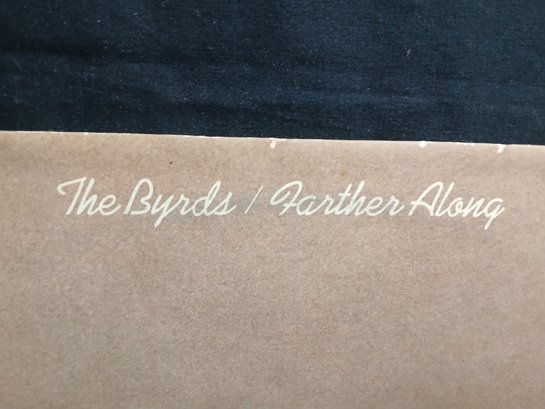 The Byrds / Farther Along